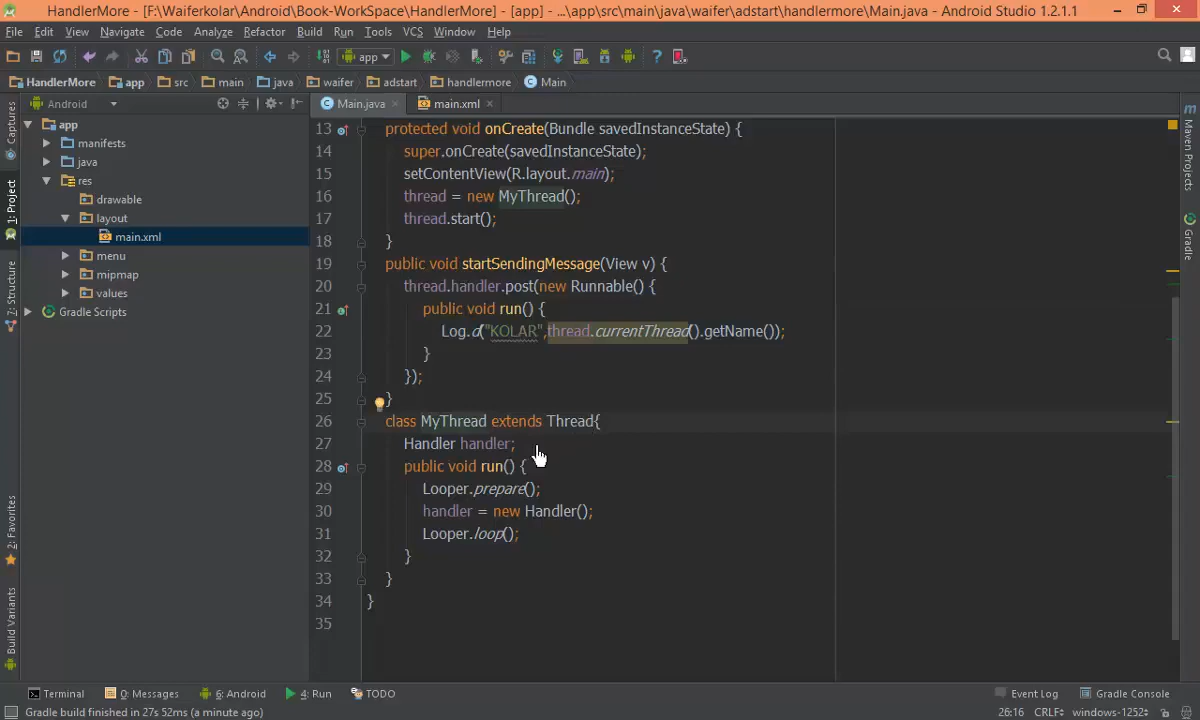 HandlerMore - [F:\Waiferkolar\Android\Book-WorkSpace\HandlerMore] - [app] - ...\app\src\main\java\waifer\adstart\handlermore\Main.java - Android Studio 1.2.1.1
File Edit View Navigate Code Analyze Refactor Build Run Tools VCS Window Help
app
HandlerMore app src main java waifer adstart handlermore Main
Android
Main.java
main.xml
Captures
1: Project
Z: Structure
2: Favorites
Build Variants
app
manifests
java
res
drawable
layout
main.xml
menu
mipmap
values
Gradle Scripts
13 protected void onCreate(Bundle savedInstanceState) {
14 super.onCreate(savedInstanceState);
15 setContentView(R.layout.main);
16 thread = new MyThread();
17 thread.start();
18 }
19 public void startSendingMessage(View v) {
20 thread.handler.post(new Runnable() {
21 public void run() {
22 Log.d("KOLAR",thread.currentThread().getName());
23 }
24 });
25 }
26 class MyThread extends Thread{
27 Handler handler;
28 public void run() {
29 Looper.prepare();
30 handler = new Handler();
31 Looper.loop();
32 }
33 }
34 }
35
Maven Projects
Gradle
Terminal 0: Messages 6: Android 4: Run TODO Event Log Gradle Console
Gradle build finished in 27s 52ms (a minute ago) 26:16 CRLF windows-1252